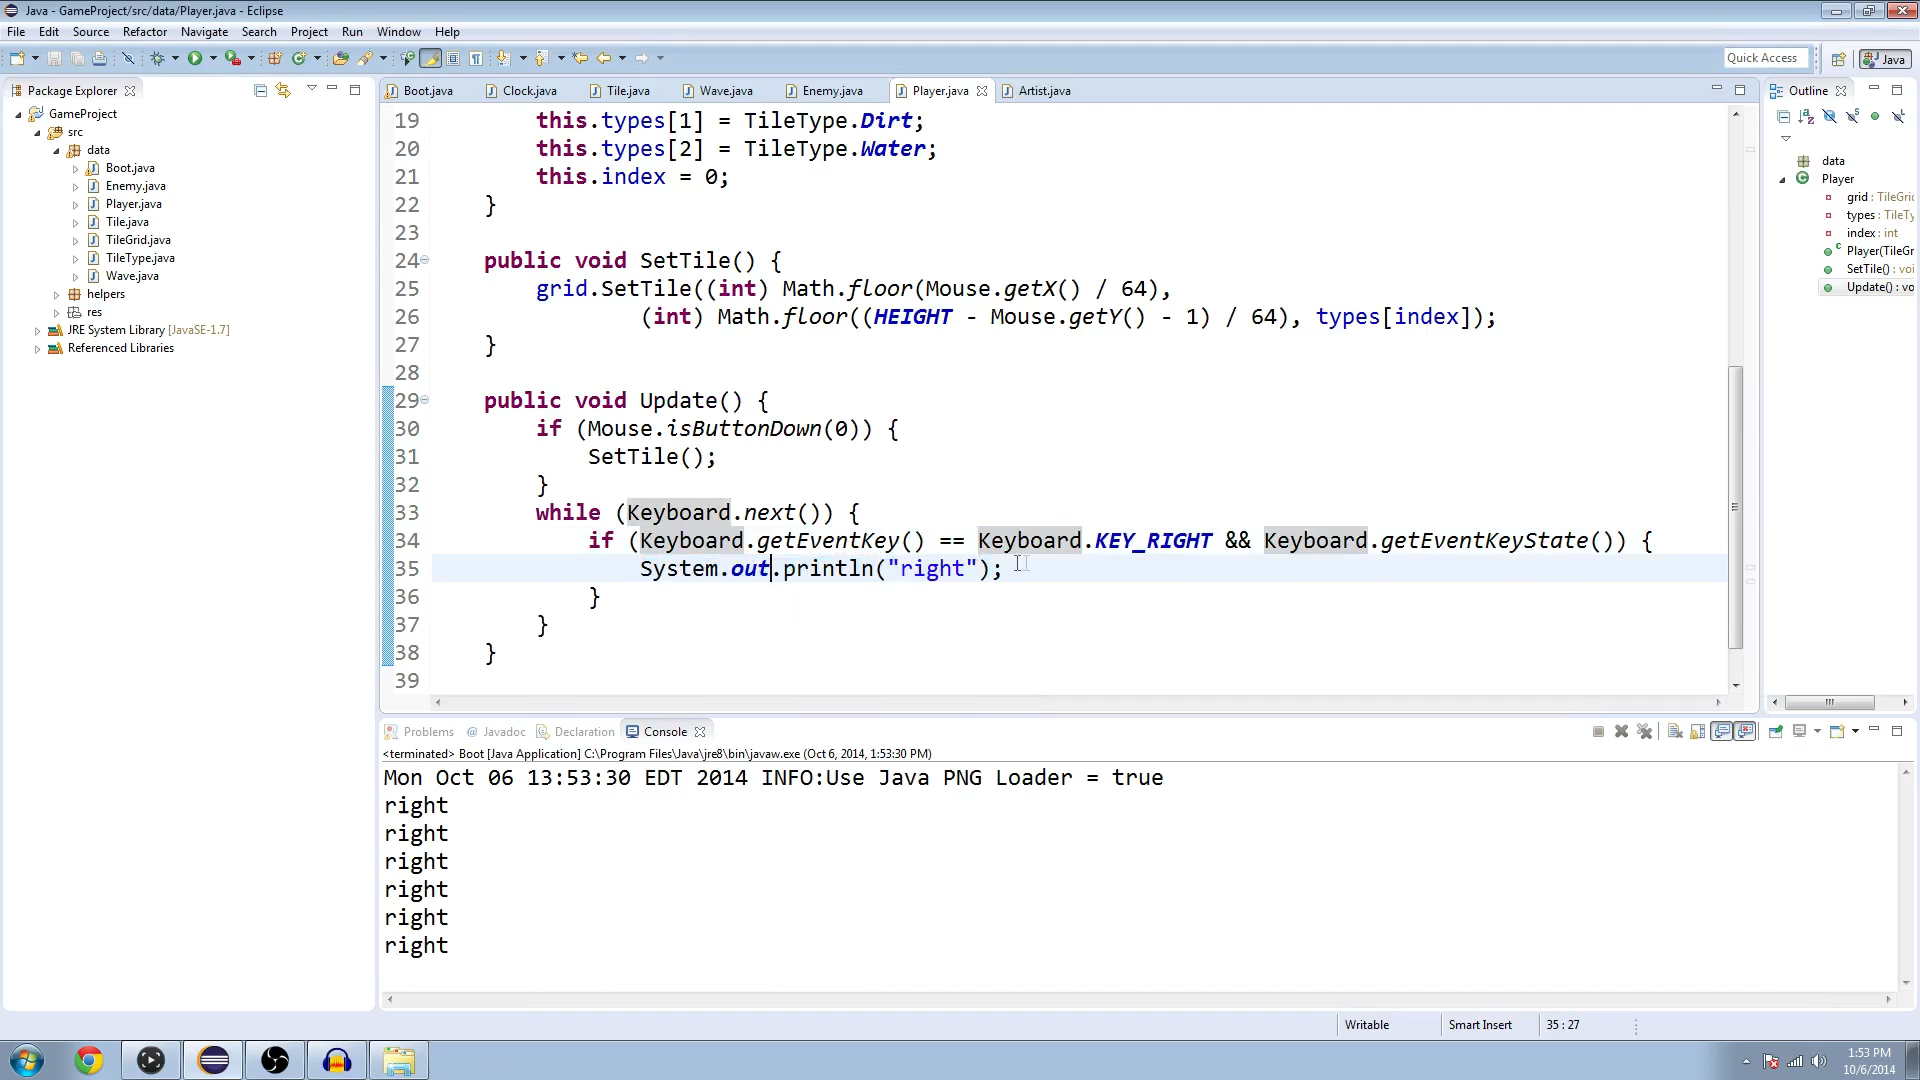 Java - GameProject/src/data/Player.java - Eclipse
File Edit Source Refactor Navigate Search Project Run Window Help
Quick Access
Java
Package Explorer
GameProject
src
data
Boot.java
Enemy.java
Player.java
Tile.java
TileGrid.java
TileType.java
Wave.java
helpers
res
JRE System Library [JavaSE-1.7]
Referenced Libraries
Boot.java Clock.java Tile.java Wave.java Enemy.java Player.java Artist.java
19 this.types[1] = TileType.Dirt;
20 this.types[2] = TileType.Water;
21 this.index = 0;
22 }
23
24 public void SetTile() {
25 grid.SetTile((int) Math.floor(Mouse.getX() / 64),
26 (int) Math.floor((HEIGHT - Mouse.getY() - 1) / 64), types[index]);
27 }
28
29 public void Update() {
30 if (Mouse.isButtonDown(0)) {
31 SetTile();
32 }
33 while (Keyboard.next()) {
34 if (Keyboard.getEventKey() == Keyboard.KEY_RIGHT && Keyboard.getEventKeyState()) {
35 System.out.println("right");
36 }
37 }
38 }
39
Outline
data
Player
grid : TileGri
types : TileTy
index : int
Player(TileGr
SetTile() : voi
Update() : vo
Problems @ Javadoc Declaration Console
<terminated> Boot [Java Application] C:\Program Files\Java\jre8\bin\javaw.exe (Oct 6, 2014, 1:53:30 PM)
Mon Oct 06 13:53:30 EDT 2014 INFO:Use Java PNG Loader = true
right
right
right
right
right
right
Writable Smart Insert 35 : 27
1:53 PM
10/6/2014